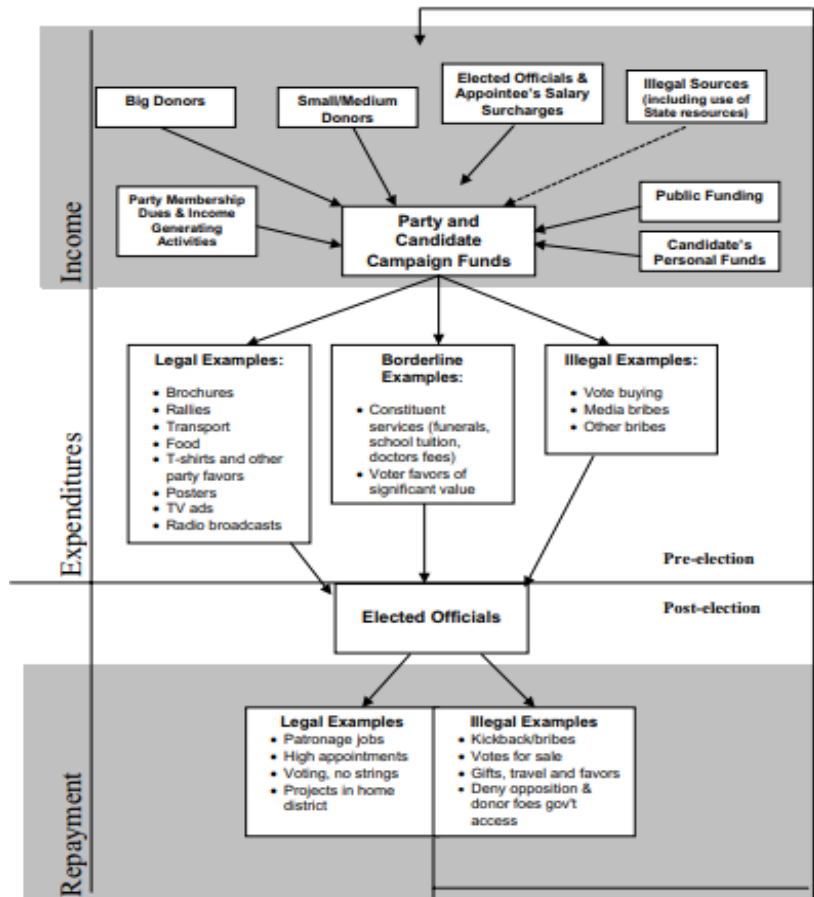 Income
Big Donors
Small/Medium
Donors
Elected Officials &
Appointee's Salary
Surcharges
Illegal Sources
(including use of
State resources)
Party Membership
Dues & Income
Generating
Activities
Party and
Candidate
Campaign Funds
Public Funding
Candidate's
Personal Funds
Expenditures
Legal Examples:
• Brochures
• Rallies
• Transport
• Food
• T-shirts and other
party favors
• Posters
• TV ads
• Radio broadcasts
Borderline
Examples:
• Constituent
services (funerals,
school tuition,
doctors fees)
• Voter favors of
significant value
Illegal Examples:
• Vote buying
• Media bribes
• Other bribes
Pre-election
Post-election
Elected Officials
Repayment
Legal Examples
• Patronage jobs
• High appointments
• Voting, no strings
• Projects in home
district
Illegal Examples
• Kickback/bribes
• Votes for sale
• Gifts, travel and favors
• Deny opposition &
donor foes gov't
access